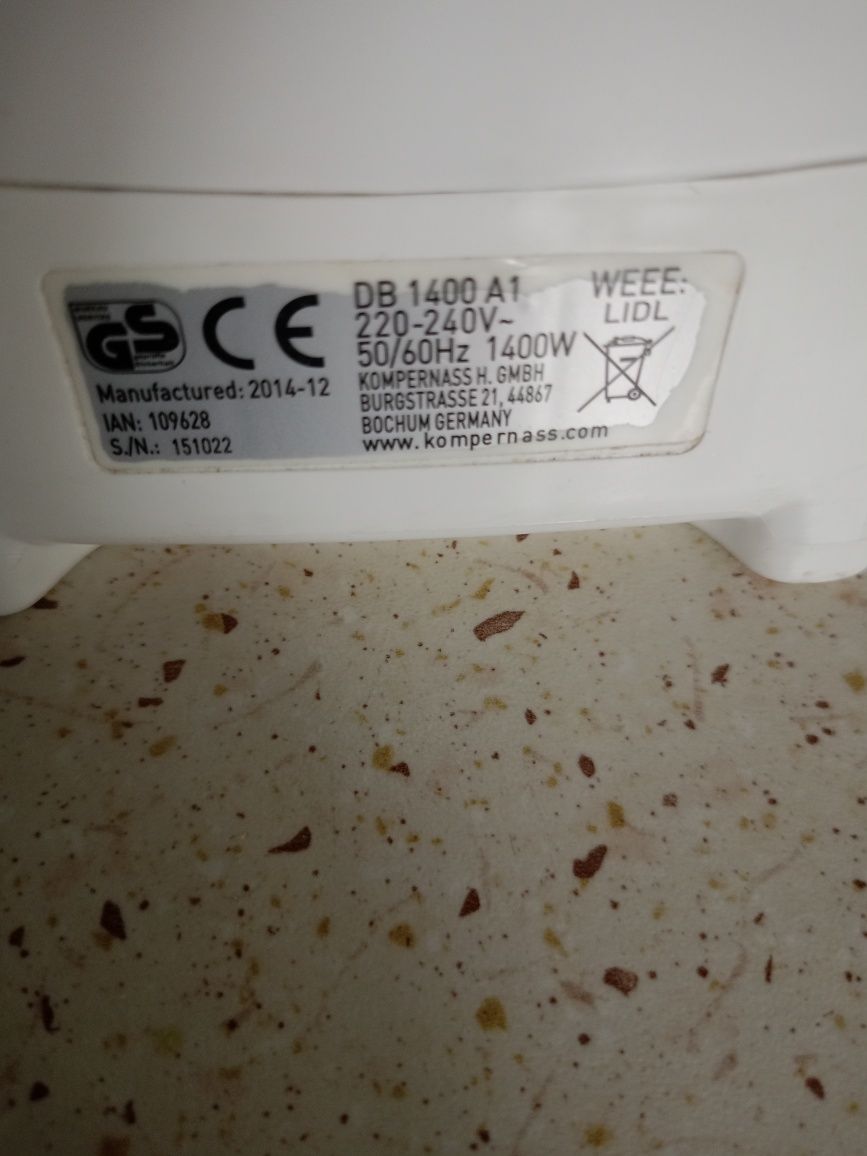 GS
CE
Manufactured: 2014-12
IAN: 109628
S./N.: 151022
DB 1400 A1
220-240V~
50/60Hz 1400W
KOMPERNASS H. GMBH
BURGSTRASSE 21, 44867
BOCHUM GERMANY
www.kompernass.com
WEEE:
LIDL